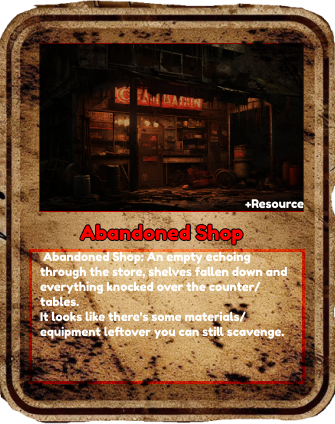 +Resource
Abandoned Shop
Abandoned Shop: An empty echoing
through the store, shelves fallen down and
everything knocked over the counter/
tables.
It looks like there's some materials/
equipment leftover you can still scavenge.